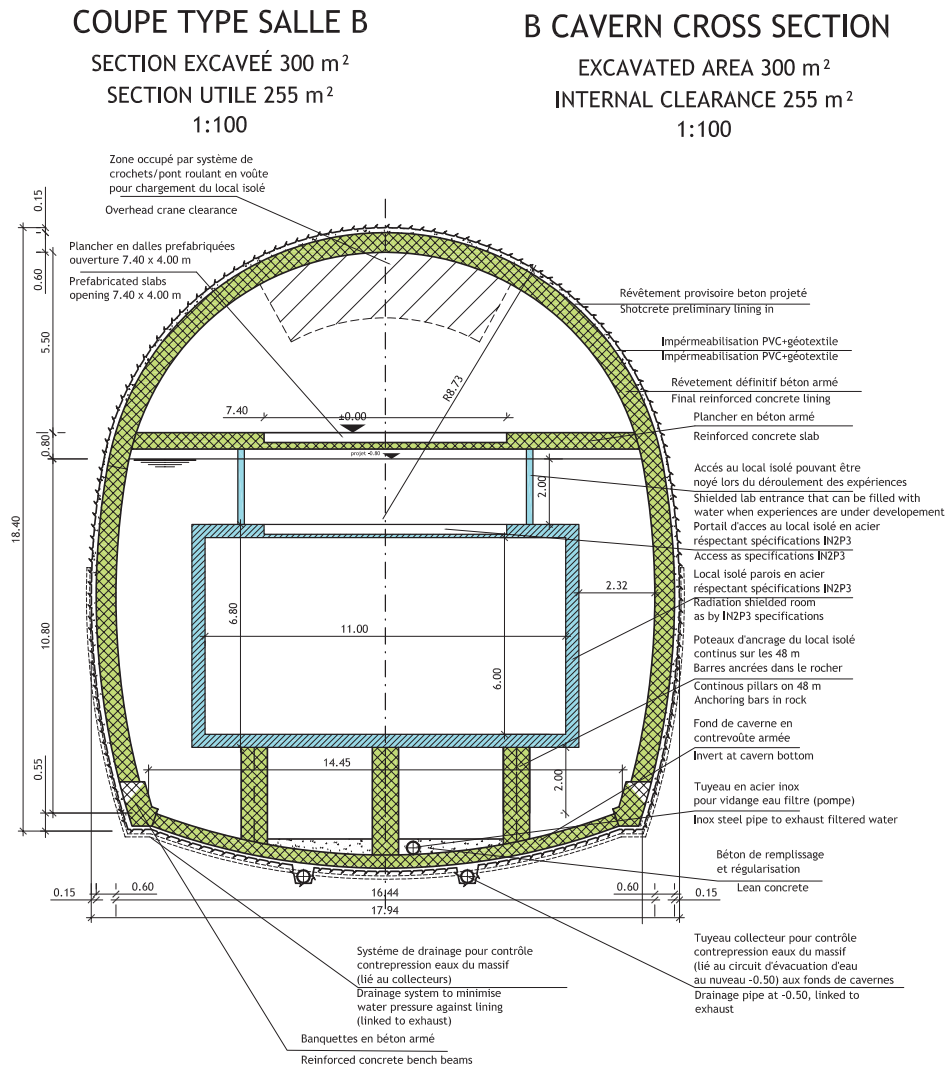 COUPE TYPE SALLE B
SECTION EXCAVEÉ 300 m²
SECTION UTILE 255 m²
1:100
B CAVERN CROSS SECTION
EXCAVATED AREA 300 m²
INTERNAL CLEARANCE 255 m²
1:100
Zone occupé par système de
crochets/pont roulant en voûte
pour chargement du local isolé
Overhead crane clearance
Plancher en dalles prefabriquées
ouverture 7.40 x 4.00 m
Prefabricated slabs
opening 7.40 x 4.00 m
Révêtement provisoire beton projeté
Shotcrete preliminary lining in
Impérmeabilisation PVC+géotextile
Impérmeabilisation PVC+géotextile
Révetement définitif béton armé
Final reinforced concrete lining
Plancher en béton armé
Reinforced concrete slab
Accés au local isolé pouvant être
noyé lors du déroulement des expériences
Shielded lab entrance that can be filled with
water when experiences are under developement
Portail d'acces au local isolé en acier
réspectant spécifications IN2P3
Access as specifications IN2P3
Local isolé parois en acier
réspectant spécifications IN2P3
Radiation shielded room
as by IN2P3 specifications
Poteaux d'ancrage du local isolé
continus sur les 48 m
Barres ancrées dans le rocher
Continous pillars on 48 m
Anchoring bars in rock
Fond de caverne en
contrevoûte armée
Invert at cavern bottom
Tuyeau en acier inox
pour vidange eau filtre (pompe)
Inox steel pipe to exhaust filtered water
Béton de remplissage
et régularisation
Lean concrete
Tuyeau collecteur pour contrôle
contrepression eaux du massif
(lié au circuit d'évacuation d'eau
au nuveau -0.50) aux fonds de cavernes
Drainage pipe at -0.50, linked to
exhaust
Systéme de drainage pour contrôle
contrepression eaux du massif
(lié au collecteurs)
Drainage system to minimise
water pressure against lining
(linked to exhaust)
Banquettes en béton armé
Reinforced concrete bench beams
0.15
0.60
5.50
0.80
18.40
10.80
0.55
R8.73
7.40
±0.00
projet -0.80
2.00
2.32
6.80
11.00
6.00
14.45
2.00
0.15
0.60
16.44
0.60
0.15
17.94